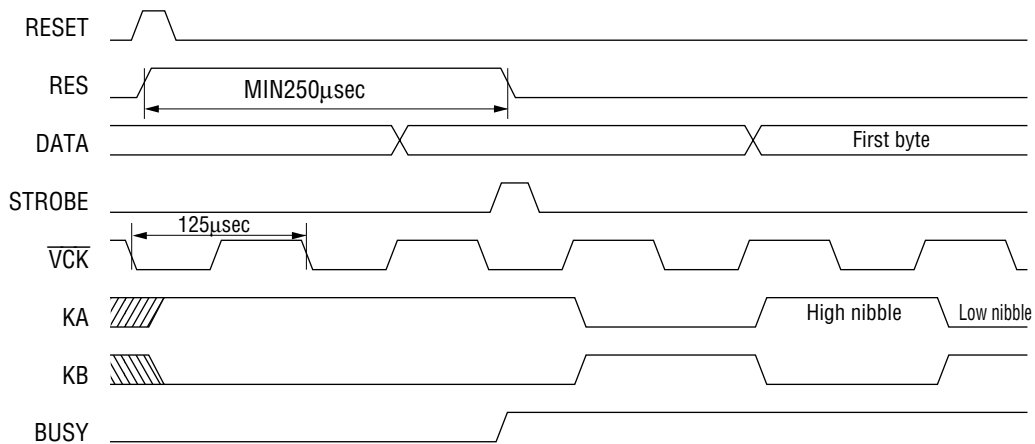 RESET
RES
MIN250μsec
DATA
First byte
STROBE
125μsec
VCK
KA
High nibble
Low nibble
KB
BUSY